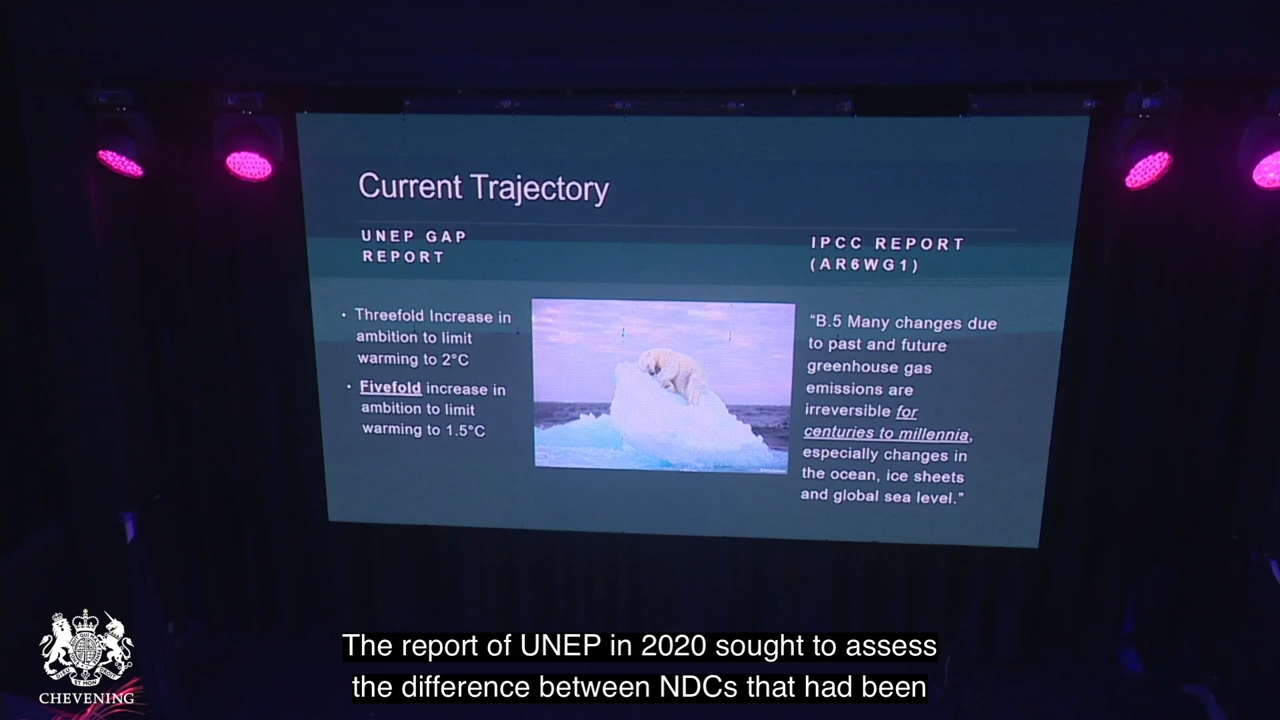 Current Trajectory
UNEP GAP
REPORT
• Threefold Increase in
ambition to limit
warming to 2°C
• Fivefold increase in
ambition to limit
warming to 1.5°C
IPCC REPORT
(AR6WG1)
“B.5 Many changes due
to past and future
greenhouse gas
emissions are
irreversible for
centuries to millennia,
especially changes in
the ocean, ice sheets
and global sea level.”
CHEVENING
The report of UNEP in 2020 sought to assess
the difference between NDCs that had been